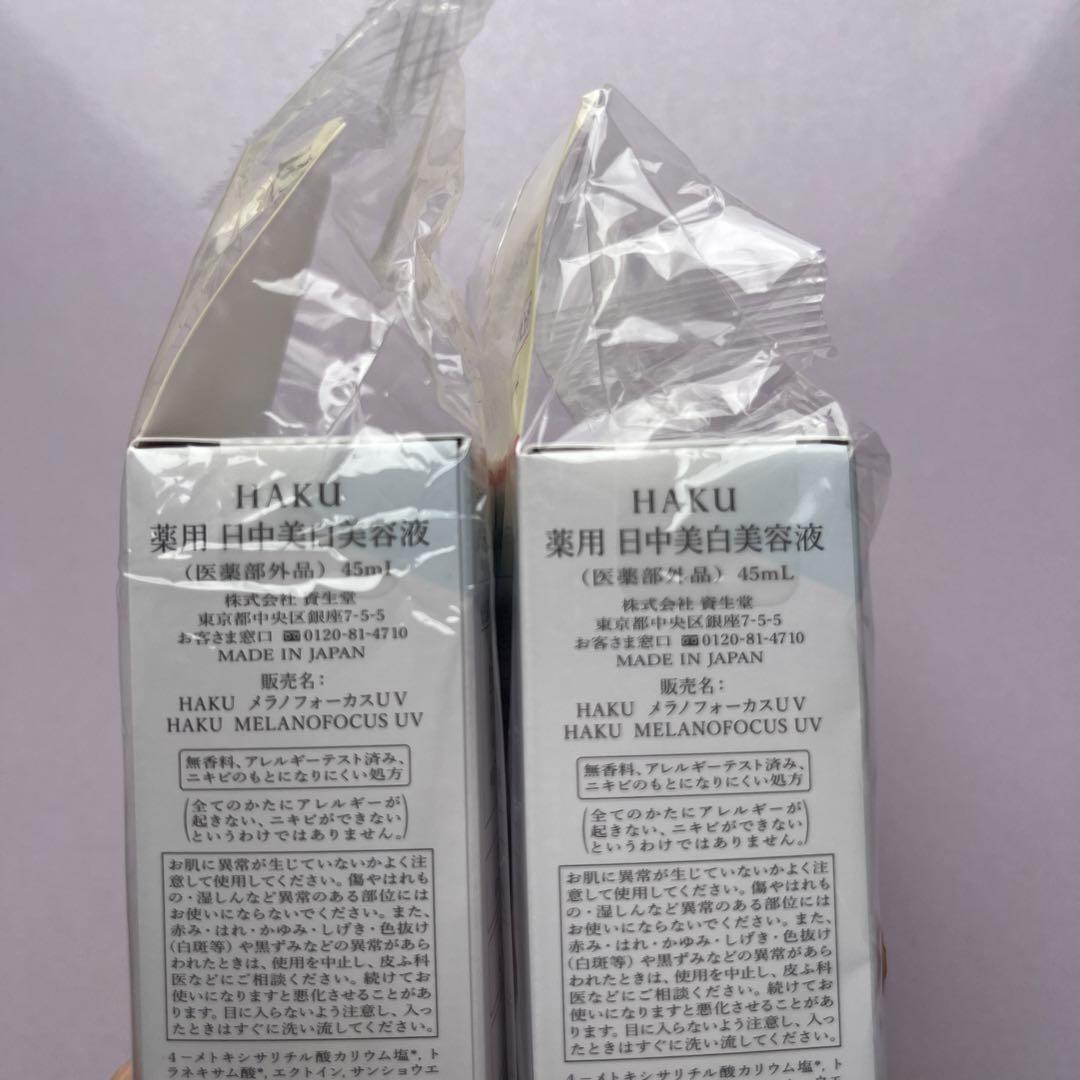 HAKU
薬用 日中美白美容液
(医薬部外品) 45mL
株式会社 資生堂
東京都中央区銀座7-5-5
お客さま窓口 0120-81-4710
MADE IN JAPAN
販売名:
HAKU メラノフォーカスUV
HAKU MELANOFOCUS UV
無香料、アレルギーテスト済み、
ニキビのもとになりにくい処方
(全てのかたにアレルギーが
起きない、ニキビができない
というわけではありません。)
お肌に異常が生じていないかよく注
意して使用してください。傷やはれも
の・湿しんなど異常のある部位には
お使いにならないでください。また、
赤み・はれ・かゆみ・しげき・色抜け
(白斑等)や黒ずみなどの異常があら
われたときは、使用を中止し、皮ふ科
医などにご相談ください。続けてお
使いになりますと悪化させることがあ
ります。目に入らないよう注意し、入っ
たときはすぐに洗い流してください。
4-メトキシサリチル酸カリウム塩*、ト
ラネキサム酸*、エクトイン、サンショウエ
HAKU
薬用 日中美白美容液
(医薬部外品) 45mL
株式会社 資生堂
東京都中央区銀座7-5-5
お客さま窓口 0120-81-4710
MADE IN JAPAN
販売名:
HAKU メラノフォーカスUV
HAKU MELANOFOCUS UV
無香料、アレルギーテスト済み、
ニキビのもとになりにくい処方
(全てのかたにアレルギーが
起きない、ニキビができない
というわけではありません。)
お肌に異常が生じていないかよく注
意して使用してください。傷やはれも
の・湿しんなど異常のある部位には
お使いにならないでください。また、
赤み・はれ・かゆみ・しげき・色抜け
(白斑等)や黒ずみなどの異常があら
われたときは、使用を中止し、皮ふ科
医などにご相談ください。続けてお
使いになりますと悪化させることがあ
ります。目に入らないよう注意し、入っ
たときはすぐに洗い流してください。
4-メトキシサリチル酸カリウム塩*、ト